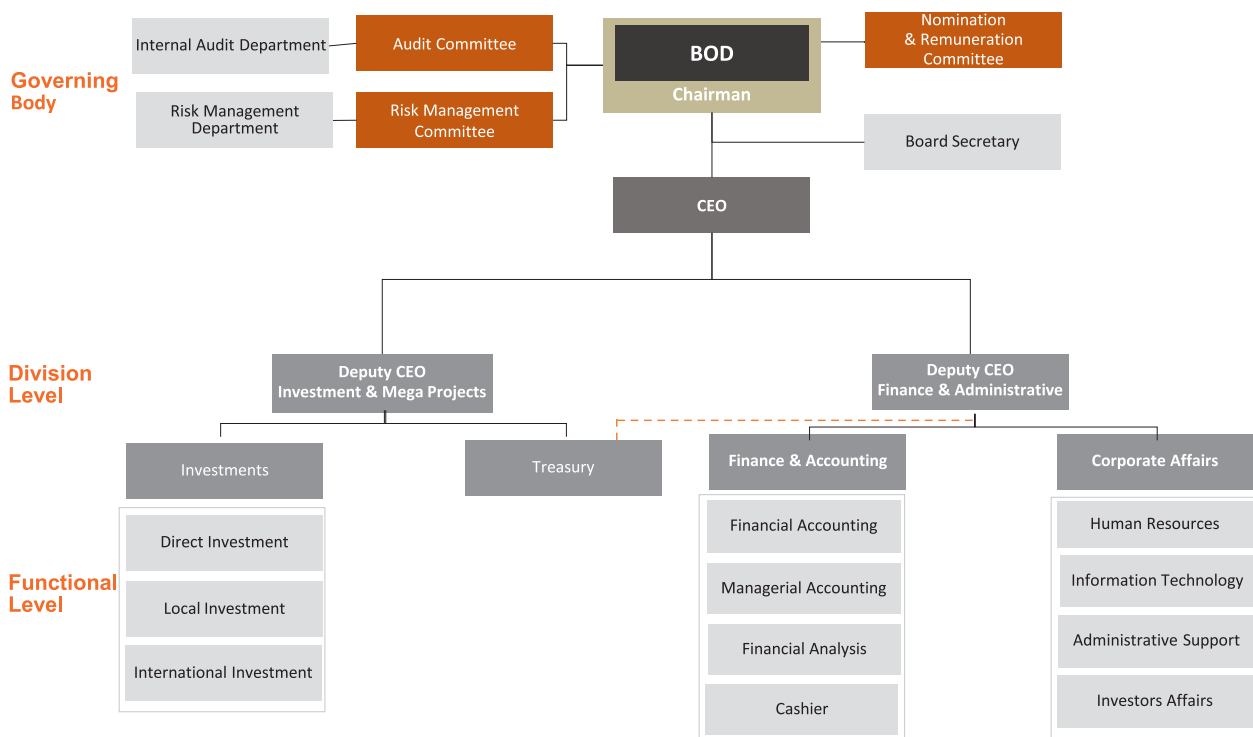 Internal Audit Department
Audit Committee
BOD
Chairman
Nomination
& Remuneration
Committee
Governing
Body
Risk Management
Department
Risk Management
Committee
Board Secretary
CEO
Division
Level
Deputy CEO
Investment & Mega Projects
Deputy CEO
Finance & Administrative
Investments
Treasury
Finance & Accounting
Corporate Affairs
Functional
Level
Direct Investment
Local Investment
International Investment
Financial Accounting
Managerial Accounting
Financial Analysis
Cashier
Human Resources
Information Technology
Administrative Support
Investors Affairs